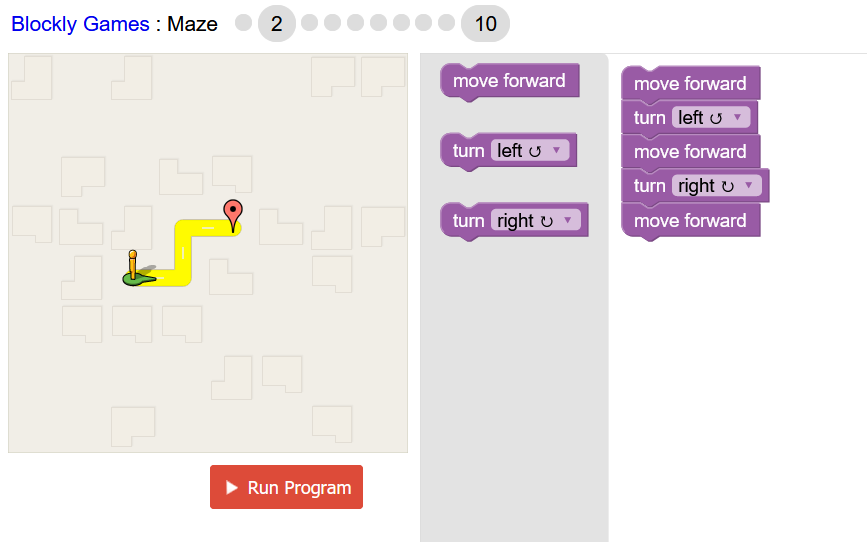 Blockly Games : Maze 2 10
move forward
turn left ↺ ▼
turn right ↻ ▼
move forward
turn left ↺ ▼
move forward
turn right ↻ ▼
move forward
Run Program